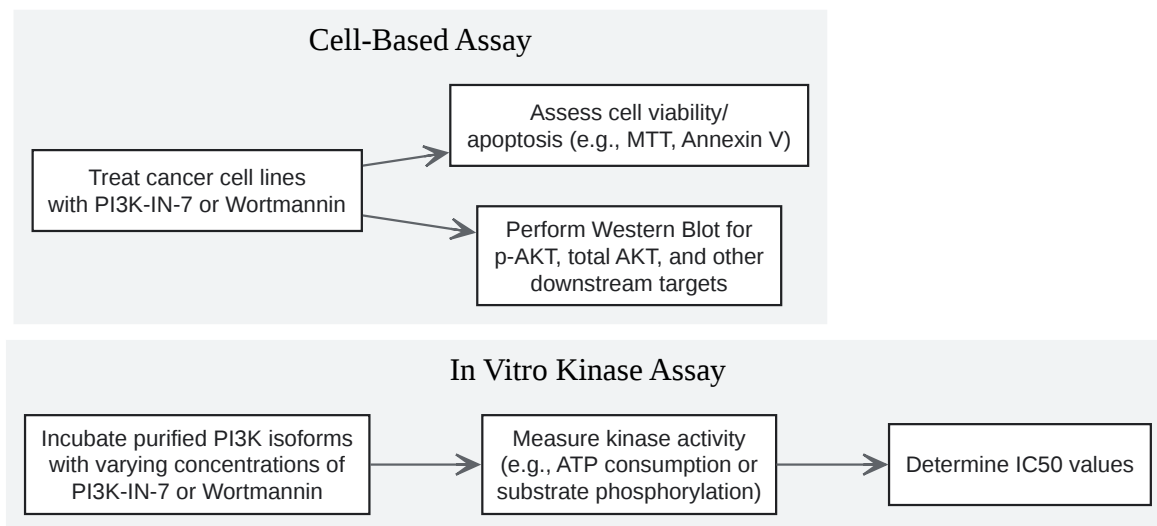 Cell-Based Assay
Assess cell viability/
apoptosis (e.g., MTT, Annexin V)
Treat cancer cell lines
with PI3K-IN-7 or Wortmannin
Perform Western Blot for
p-AKT, total AKT, and other
downstream targets
In Vitro Kinase Assay
Incubate purified PI3K isoforms
with varying concentrations of
PI3K-IN-7 or Wortmannin
Measure kinase activity
(e.g., ATP consumption or
substrate phosphorylation)
Determine IC50 values